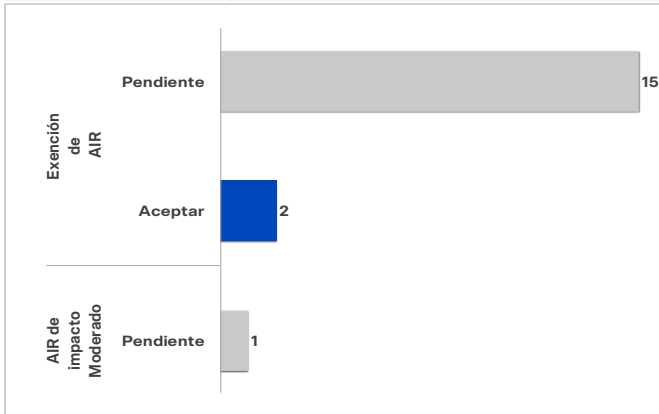 Exención
de
AIR
Pendiente
15
Aceptar
2
AIR de
impacto
Moderado
Pendiente
1